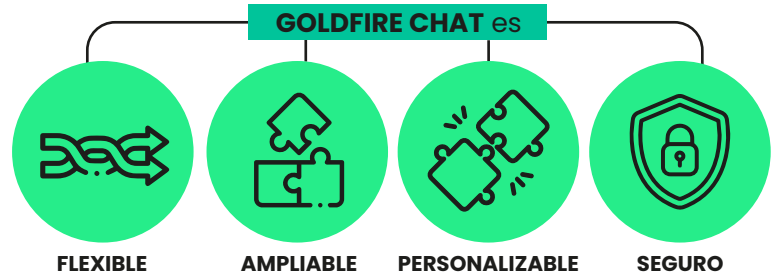 GOLDFIRE CHAT es
FLEXIBLE
AMPLIABLE
PERSONALIZABLE
SEGURO